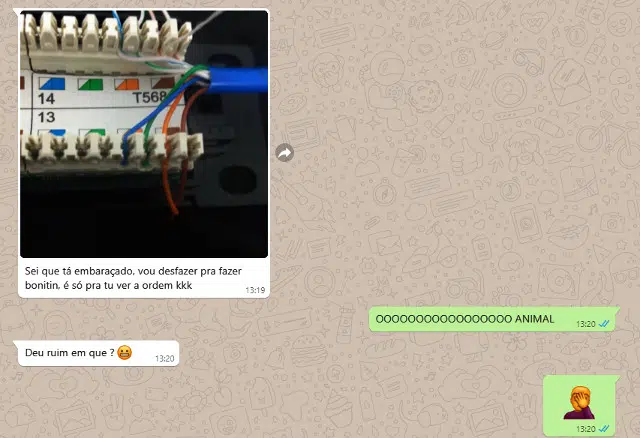 14
T568
13
Sei que tá embaraçado, vou desfazer pra fazer
bonitin, é só pra tu ver a ordem kkk
13:19
OOOOOOOOOOOOOOOOO ANIMAL
13:20
Deu ruim em que ? 😬
13:20
🤦
13:20